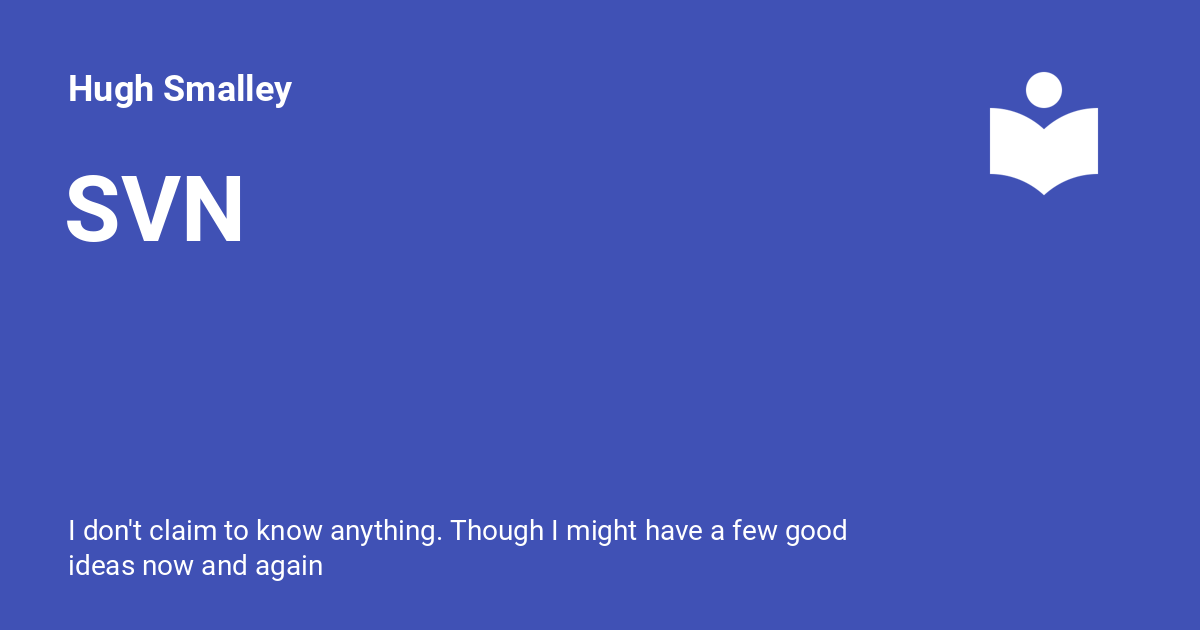 Hugh Smalley
SVN
I don't claim to know anything. Though I might have a few good
ideas now and again